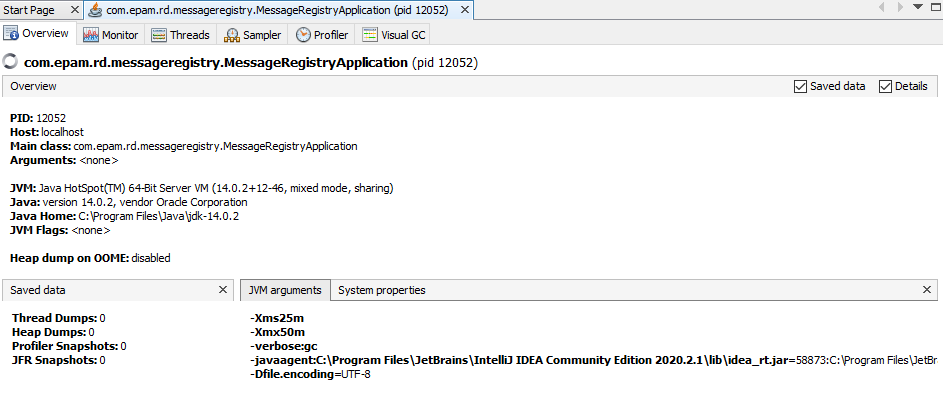 Start Page
com.epam.rd.messageregistry.MessageRegistryApplication (pid 12052)
Overview Monitor Threads Sampler Profiler Visual GC
com.epam.rd.messageregistry.MessageRegistryApplication (pid 12052)
Overview Saved data Details
PID: 12052
Host: localhost
Main class: com.epam.rd.messageregistry.MessageRegistryApplication
Arguments: <none>
JVM: Java HotSpot(TM) 64-Bit Server VM (14.0.2+12-46, mixed mode, sharing)
Java: version 14.0.2, vendor Oracle Corporation
Java Home: C:\Program Files\Java\jdk-14.0.2
JVM Flags: <none>
Heap dump on OOME: disabled
Saved data
Thread Dumps: 0
Heap Dumps: 0
Profiler Snapshots: 0
JFR Snapshots: 0
JVM arguments System properties
-Xms25m
-Xmx50m
-verbose:gc
-javaagent:C:\Program Files\JetBrains\IntelliJ IDEA Community Edition 2020.2.1\lib\idea_rt.jar=58873:C:\Program Files\JetBr
-Dfile.encoding=UTF-8